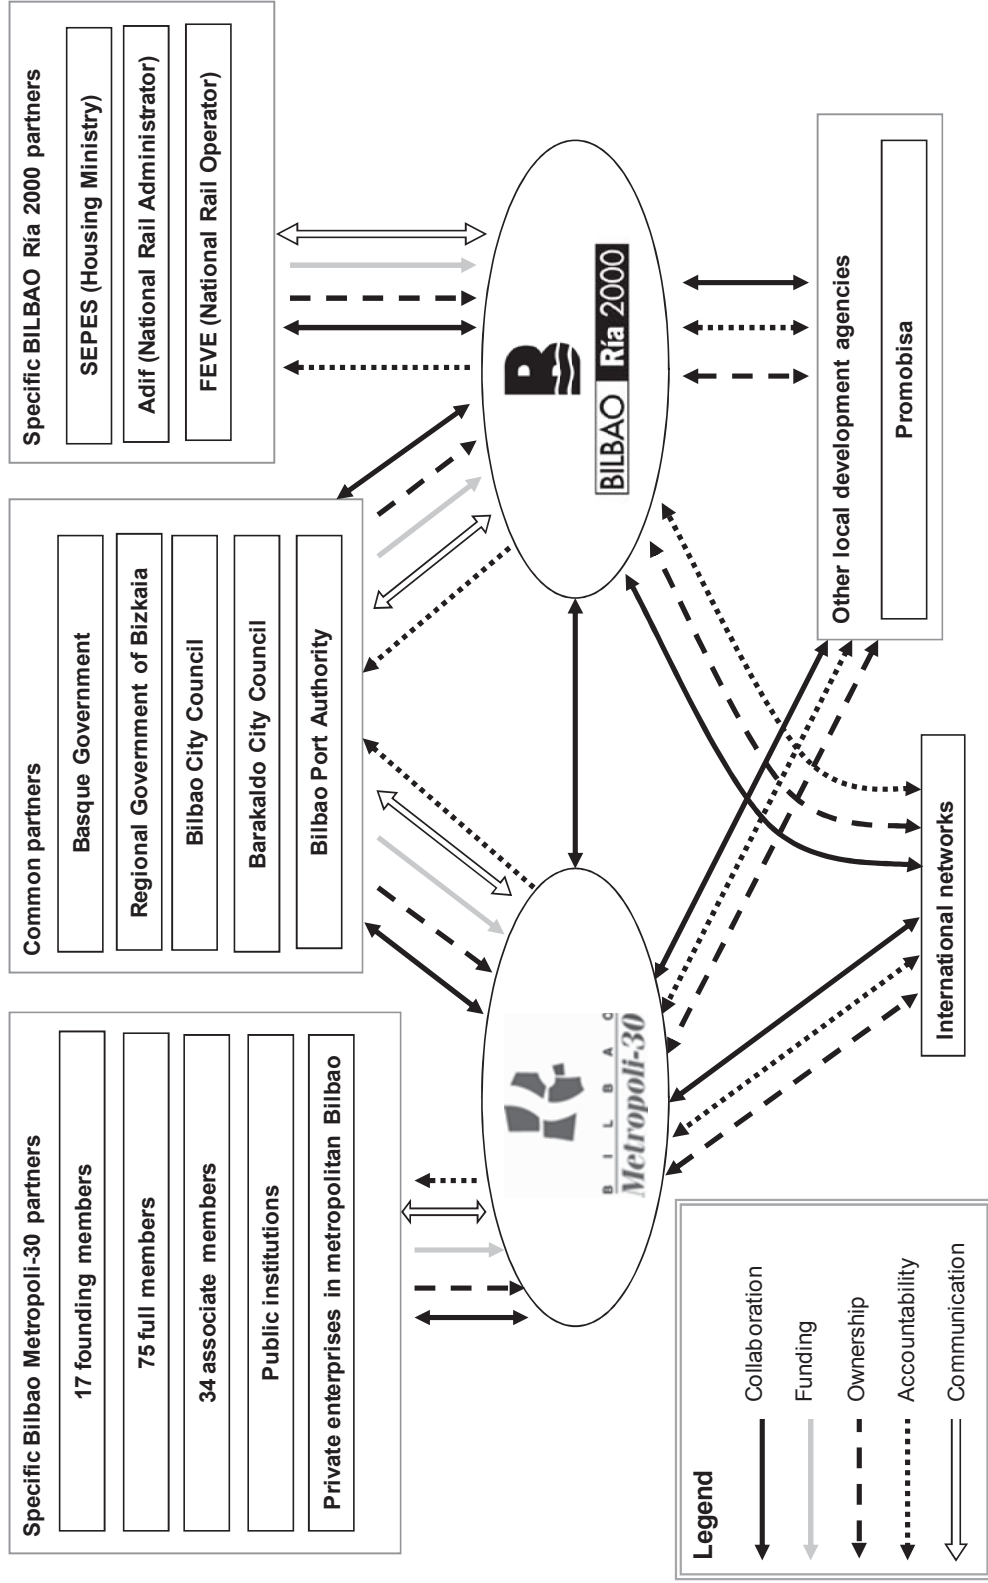 Specific Bilbao Metropoli-30 partners
17 founding members
75 full members
34 associate members
Public institutions
Private enterprises in metropolitan Bilbao
Common partners
Basque Government
Regional Government of Bizkaia
Bilbao City Council
Barakaldo City Council
Bilbao Port Authority
Specific BILBAO Ría 2000 partners
SEPES (Housing Ministry)
Adif (National Rail Administrator)
FEVE (National Rail Operator)
BILBAO
Metropoli-30
B
BILBAO Ría 2000
Legend
Collaboration
Funding
Ownership
Accountability
Communication
International networks
Other local development agencies
Promobisa